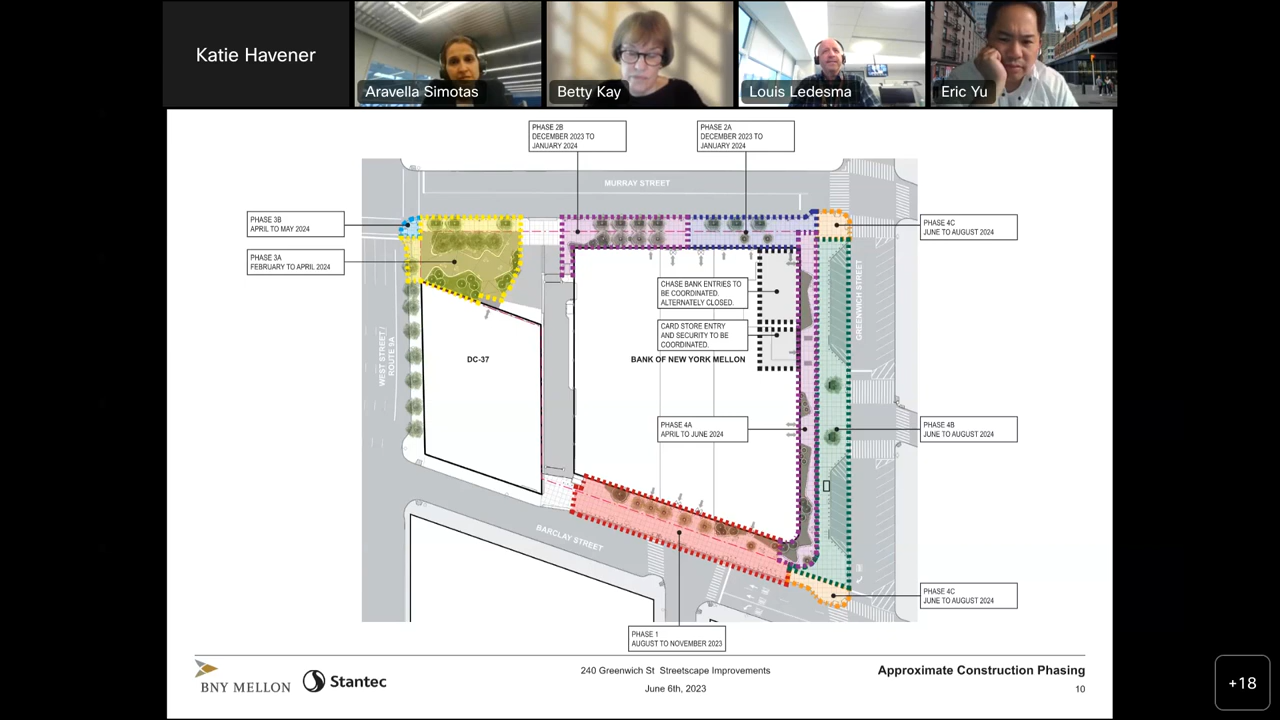 Katie Havener
Aravella Simotas
Betty Kay
Louis Ledesma
Eric Yu
PHASE 2B
DECEMBER 2023 TO
JANUARY 2024
PHASE 2A
DECEMBER 2023 TO
JANUARY 2024
MURRAY STREET
PHASE 3B
APRIL TO MAY 2024
PHASE 4C
JUNE TO AUGUST 2024
PHASE 3A
FEBRUARY TO APRIL 2024
CHASE BANK ENTRIES TO
BE COORDINATED.
ALTERNATELY CLOSED.
GREENWICH STREET
CARD STORE ENTRY
AND SECURITY TO BE
COORDINATED.
WEST STREET/
ROUTE 9A
DC-37
BANK OF NEW YORK MELLON
PHASE 4A
APRIL TO JUNE 2024
PHASE 4B
JUNE TO AUGUST 2024
BARCLAY STREET
PHASE 4C
JUNE TO AUGUST 2024
PHASE 1
AUGUST TO NOVEMBER 2023
BNY MELLON
Stantec
240 Greenwich St Streetscape Improvements
June 6th, 2023
Approximate Construction Phasing
10
+18